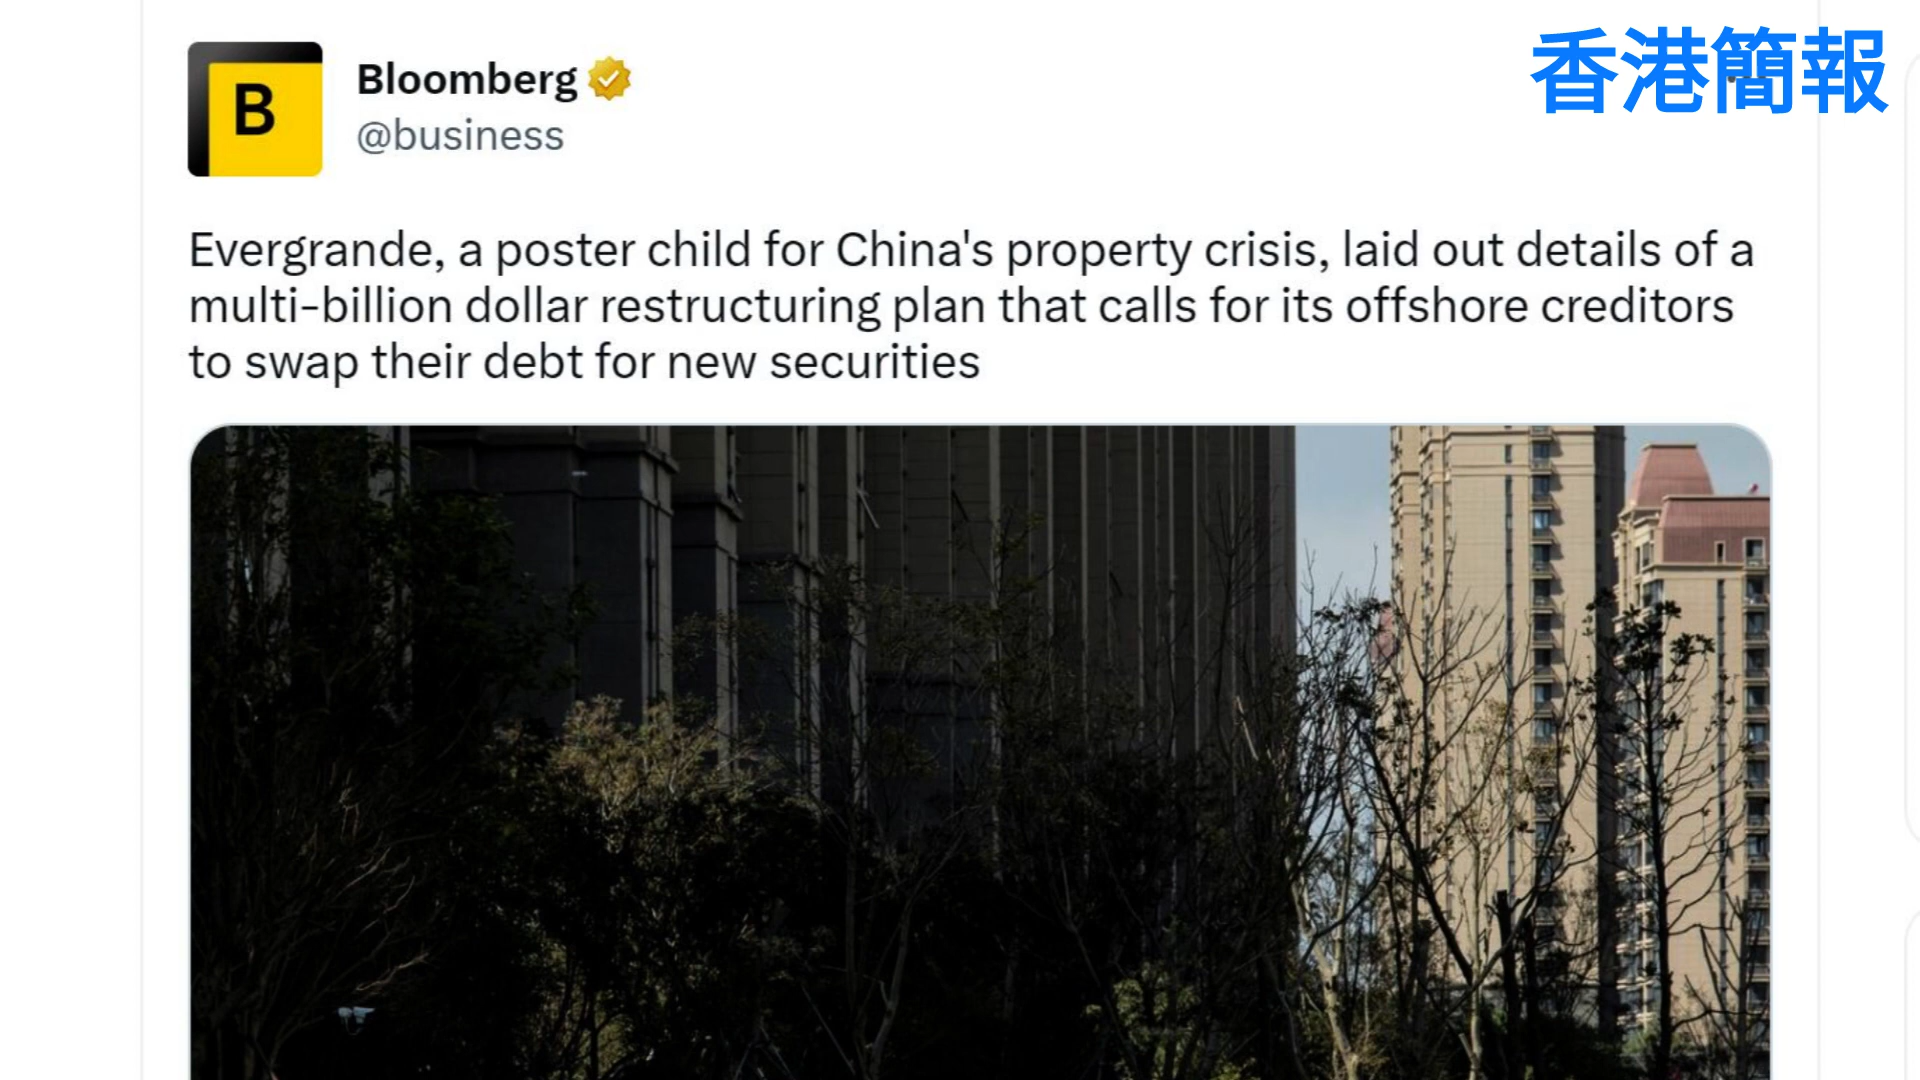 香港簡報
B
Bloomberg
@business
Evergrande, a poster child for China's property crisis, laid out details of a
multi-billion dollar restructuring plan that calls for its offshore creditors
to swap their debt for new securities